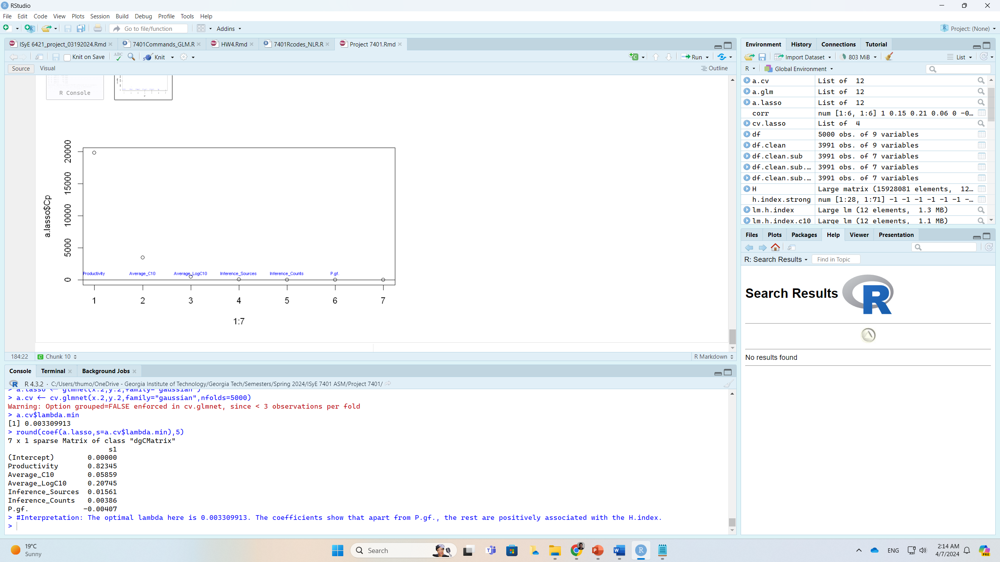 RStudio
File Edit Code View Plots Session Build Debug Profile Tools Help
Go to file/function Addins Project: (None)
ISyE 6421_project_03192024.Rmd 7401Commands_GLM.R HW4.Rmd 7401Rcodes_NLR.R Project 7401.Rmd
Knit on Save ABC Knit Run
Source Visual Outline
R Console
a.lasso$Cp
20000
15000
10000
5000
0
Productivity Average_C10 Average_LogC10 Inference_Sources Inference_Counts P.gf.
1 2 3 4 5 6 7
1:7
184:22 Chunk 10 R Markdown
Console Terminal Background Jobs
R 4.3.2 · C:/Users/thumo/OneDrive - Georgia Institute of Technology/Georgia Tech/Semesters/Spring 2024/ISyE 7401 ASM/Project 7401/
> a.lasso <- glmnet(x.2,y.2,family="gaussian")
> a.cv <- cv.glmnet(x.2,y.2,family="gaussian",nfolds=5000)
Warning: Option grouped=FALSE enforced in cv.glmnet, since < 3 observations per fold
> a.cv$lambda.min
[1] 0.003309913
> round(coef(a.lasso,s=a.cv$lambda.min),5)
7 x 1 sparse Matrix of class "dgCMatrix"
s1
(Intercept) 0.00000
Productivity 0.82345
Average_C10 0.05859
Average_LogC10 0.20745
Inference_Sources 0.01561
Inference_Counts 0.00386
P.gf. -0.00407
> #Interpretation: The optimal lambda here is 0.003309913. The coefficients show that apart from P.gf., the rest are positively associated with the H.index.
>
Environment History Connections Tutorial
Import Dataset 803 MiB List
R Global Environment
a.cv List of 12
a.glm List of 12
a.lasso List of 12
corr num [1:6, 1:6] 1 0.15 0.21 0.06 0 -0…
cv.lasso List of 4
df 5000 obs. of 9 variables
df.clean 3991 obs. of 9 variables
df.clean.sub 3991 obs. of 7 variables
df.clean.sub.… 3991 obs. of 7 variables
df.clean.sub.… 3991 obs. of 7 variables
H Large matrix (15928081 elements, 12…
h.index.strong num [1:28, 1:71] -1 -1 -1 -1 -1 -1 -…
lm.h.index Large lm (12 elements, 1.3 MB)
lm.h.index.c10 Large lm (12 elements, 1.1 MB)
Files Plots Packages Help Viewer Presentation
R: Search Results Find in Topic
Search Results R
No results found
19°C
Sunny
Search
ENG
2:14 AM
4/7/2024
PRE